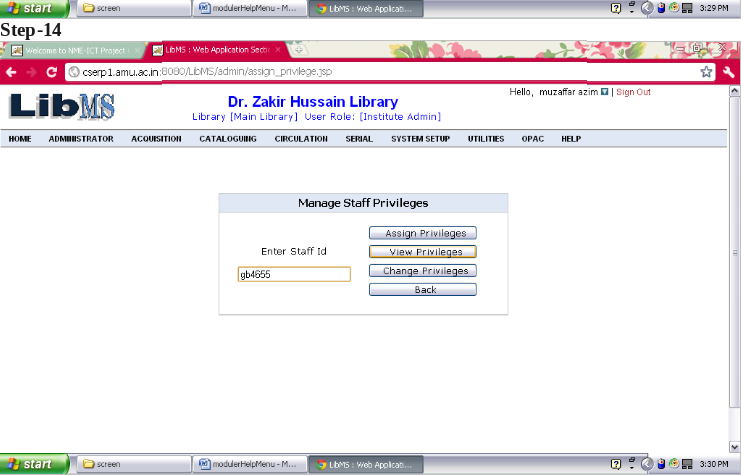 start screen modulerHelpMenu - M... LibMS : Web Applicati... 3:29 PM
Step-14
Welcome to NME-ICT Project LibMS : Web Application Secti
cserp1.amu.ac.in:8080/LibMS/admin/assign_privilege.jsp
Hello, muzaffar azim | Sign Out
LibMS
Dr. Zakir Hussain Library
Library [Main Library] User Role: [Institute Admin]
HOME ADMINISTRATOR ACQUISITION CATALOGUING CIRCULATION SERIAL SYSTEM SETUP UTILITIES OPAC HELP
Manage Staff Privileges
Assign Privileges
Enter Staff Id
View Privileges
gb4655
Change Privileges
Back
start screen modulerHelpMenu - M... LibMS : Web Applicati... 3:30 PM